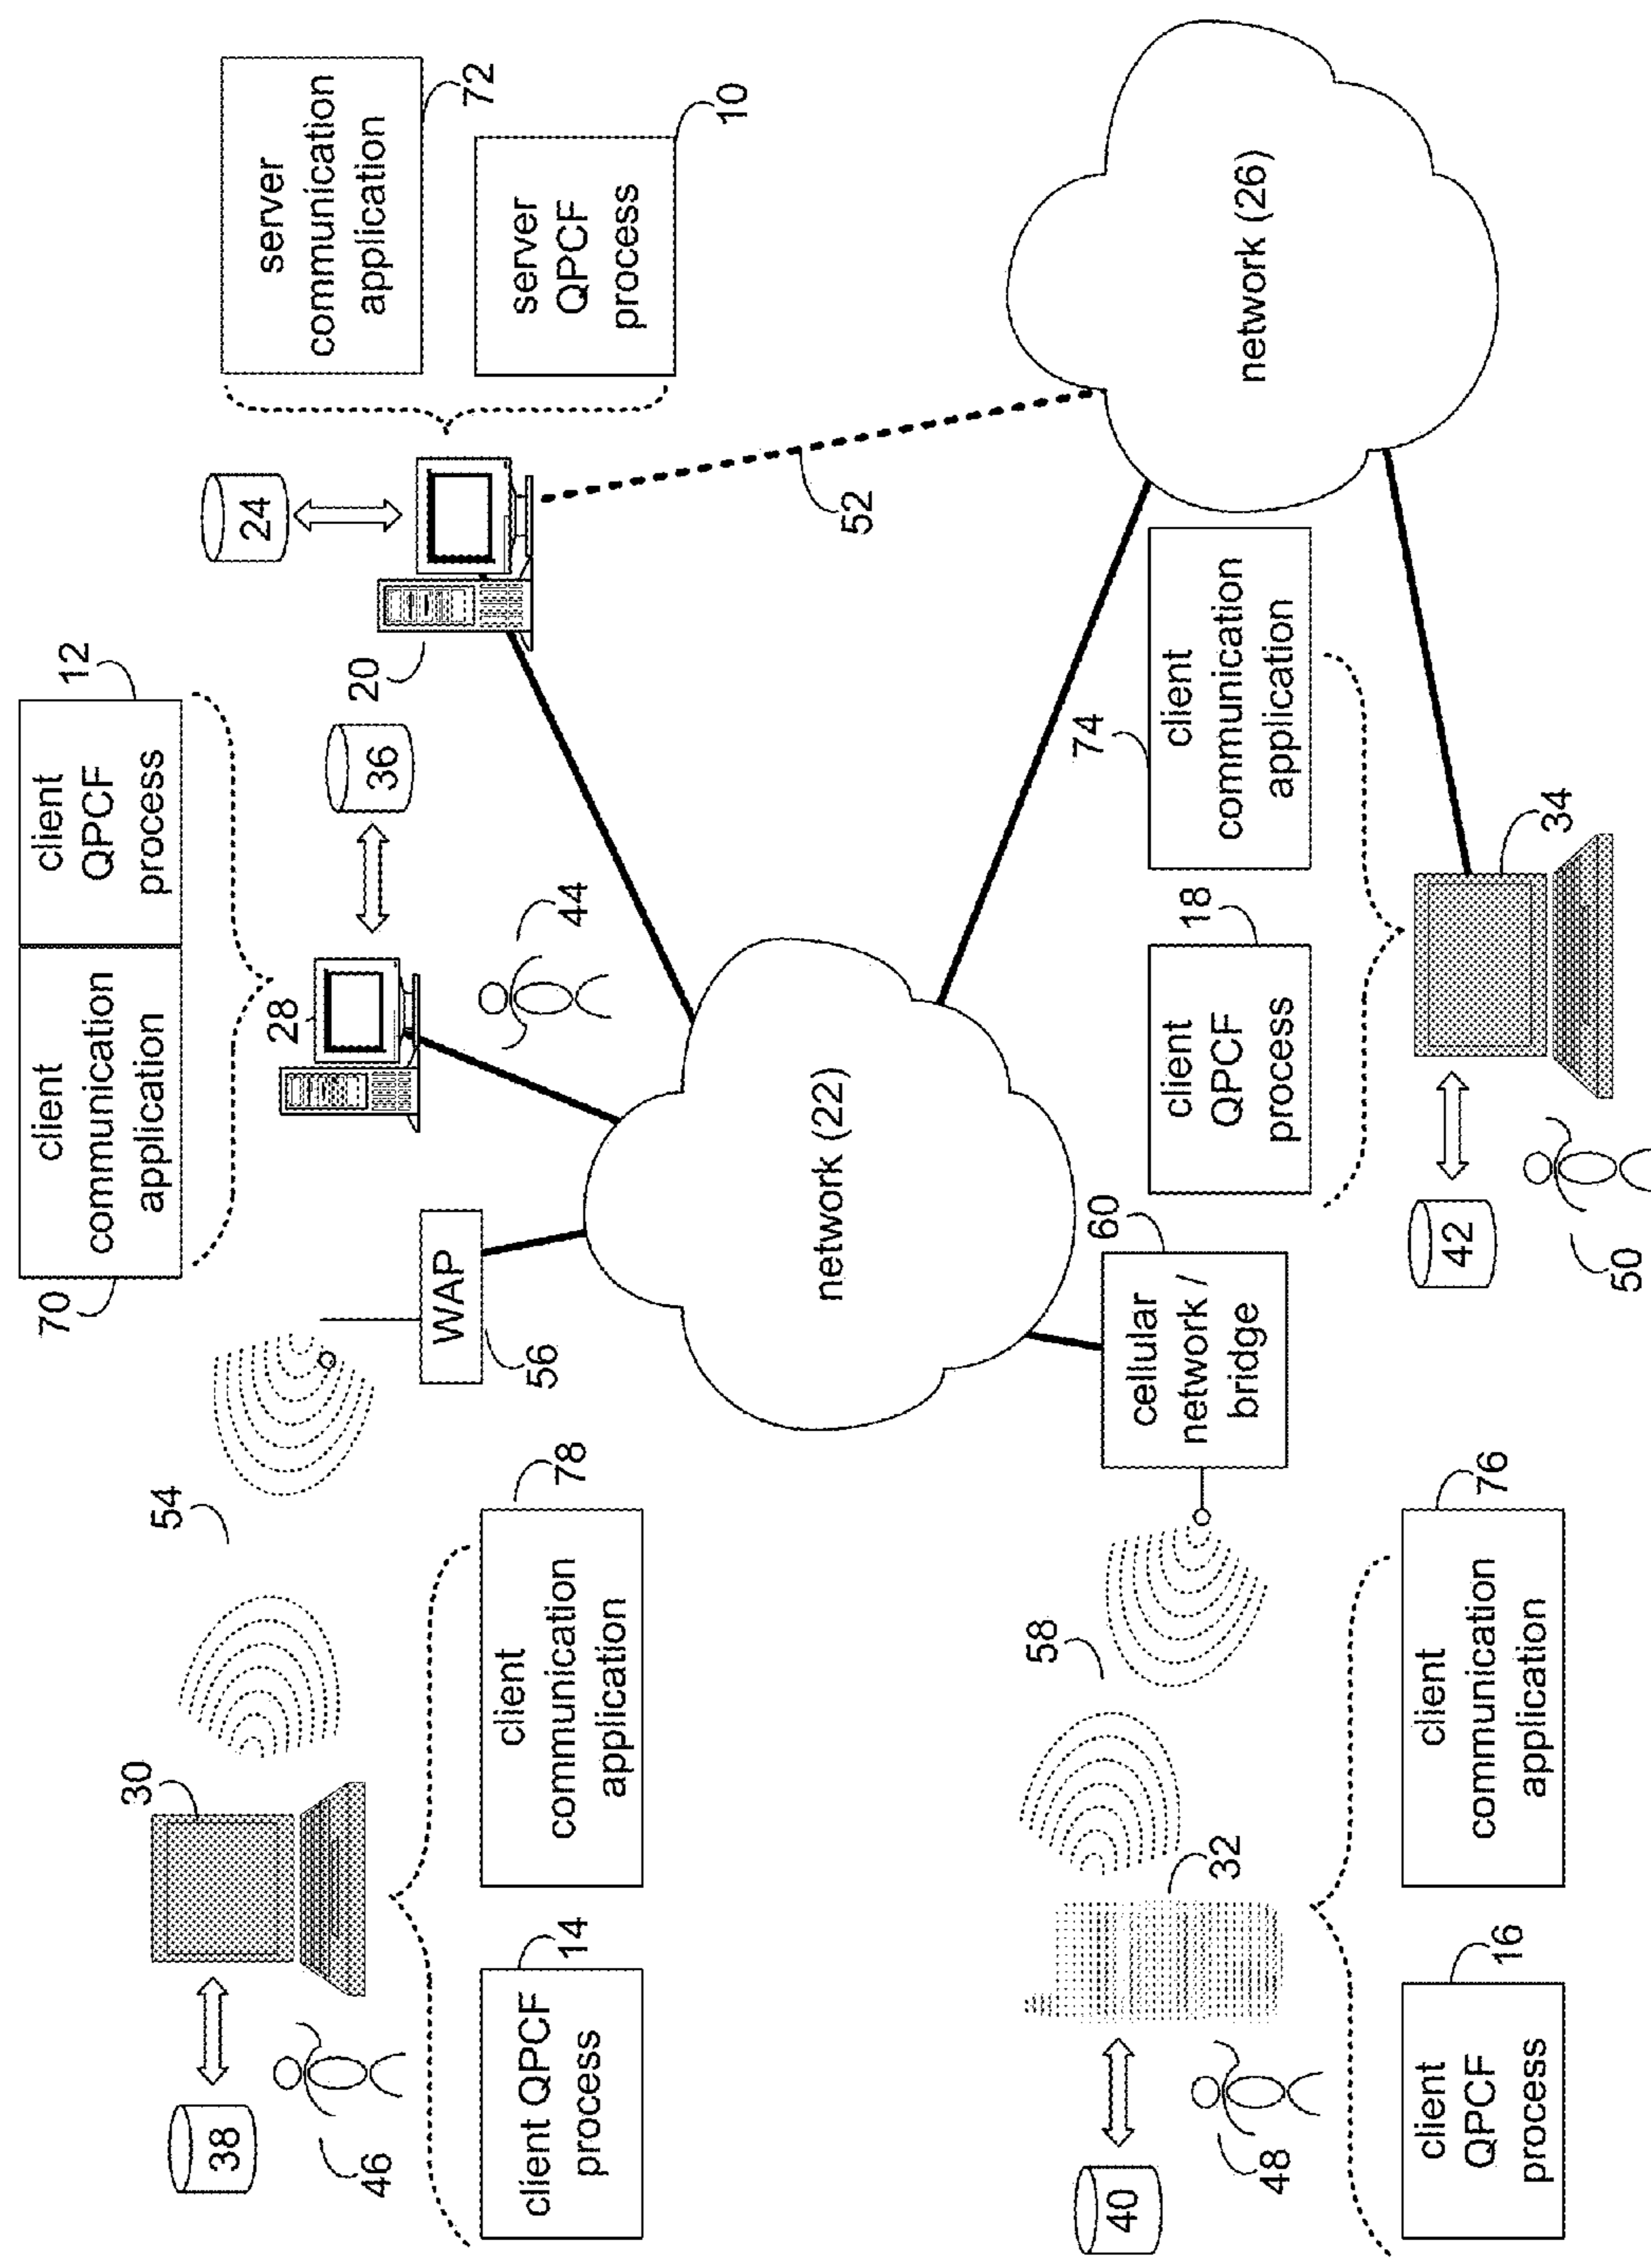 38
46
client QPCF
process
14
30
54
client
communication
application
78
70
client
communication
application
client
QPCF
process
12
28
36
44
WAP
56
20
24
server
communication
application
72
server
QPCF
process
10
52
network (22)
network (26)
40
48
client
QPCF
process
16
32
58
client
communication
application
76
cellular
network /
bridge
60
client
QPCF
process
18
client
communication
application
74
42
50
34